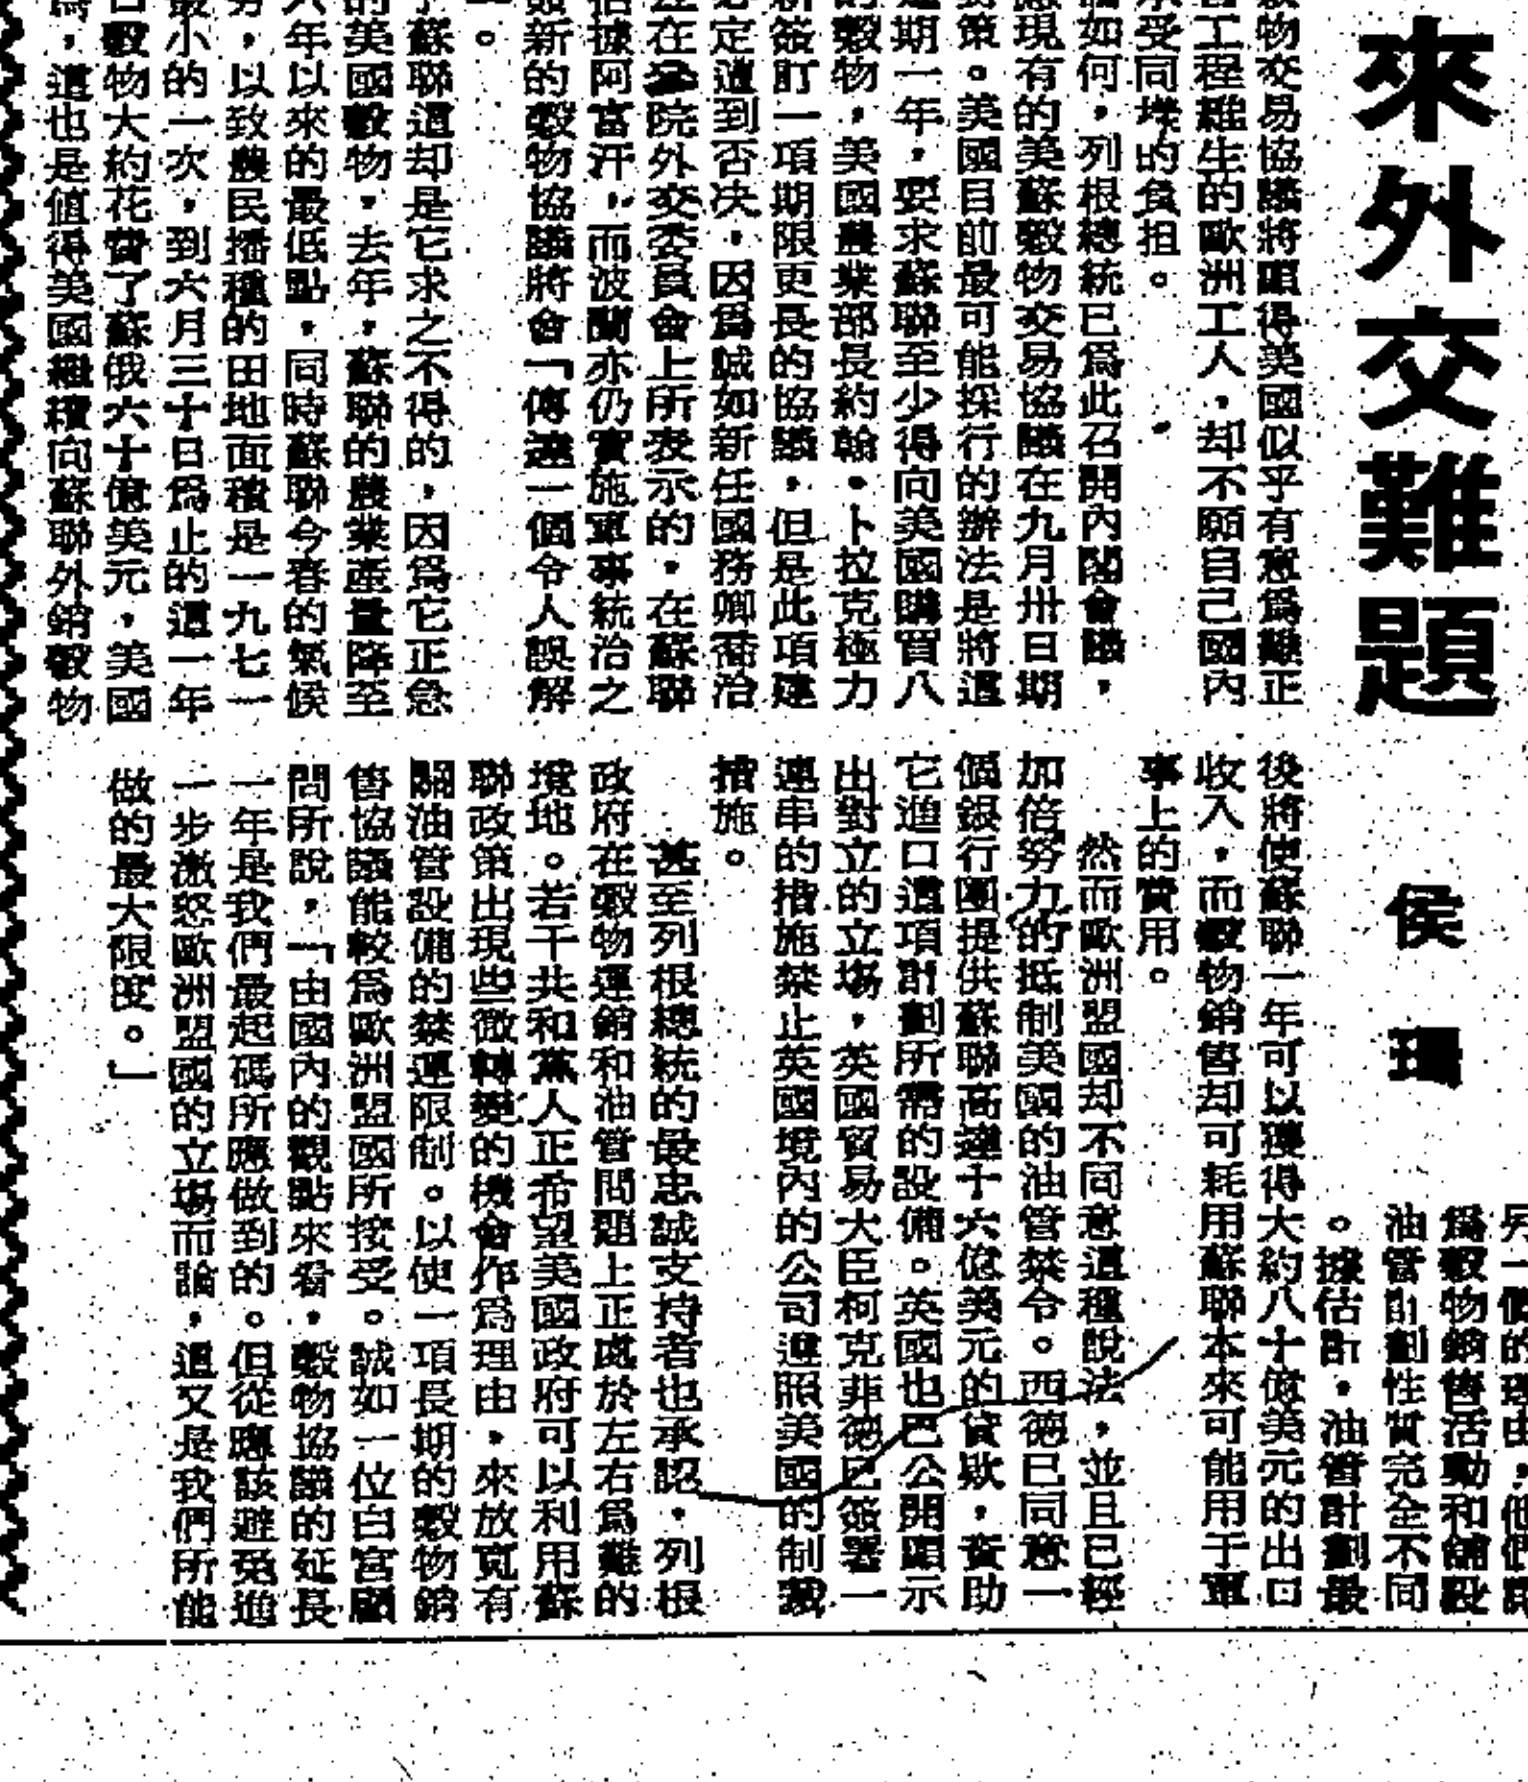 來外交難題
侯
物交易協議將顯得美國似乎有意為難正
工程維生的歐洲工人，却不願自己國內
受同樣的負担。
如何，列根總統已爲此召開內閣會議，
現有的美蘇穀物交易協議在九月卅日期
策。美國目前最可能採行的辦法是將這
期一年，要求蘇聯至少得向美國購買八
的穀物，美國農業部長約翰・卜拉克極力
新簽訂一項期限更長的協議，但是此項建
定遭到否決，因爲誠如新任國務卿喬治
在參院外交委員會上所表示的，在蘇聯
佔據阿富汗，而波蘭亦仍實施軍事統治之
新的穀物協議將會「傳達一個令人誤解
。
蘇聯這却是它求之不得的，因爲它正急
的美國穀物，去年，蘇聯的農業產量降至
六年以來的最低點，同時蘇聯今春的氣候
，以致農民播種的田地面積是一九七一
最小的一次，到六月三十日爲止的這一年
口穀物大約花費了蘇俄六十億美元，美國
爲，這也是值得美國繼續向蘇聯外銷穀物
另一個的理由，他們
爲穀物銷售活動和舖設
油管計劃性質完全不同
。據估計，油管計劃最
後將使蘇聯一年可以獲得大約八十億美元的出口
收入，而穀物銷售却可耗用蘇聯本來可能用于軍
事上的費用。
然而歐洲盟國却不同意這種說法，並且已經
加倍努力的抵制美國的油管禁令。西德已同意一
個銀行團提供蘇聯高達十六億美元的貸款，資助
它進口這項計劃所需的設備。英國也巴公開顯示
出對立的立場，英國貿易大臣柯克菲德已簽署一
連串的措施禁止英國境內的公司遵照美國的制裁
措施。
甚至列根總統的最忠誠支持者也承認，列根
政府在穀物運銷和油管問題上正處於左右爲難的
境地。若干共和黨人正希望美國政府可以利用蘇
聯政策出現些微轉變的機會作爲理由，來放寬有
關油管設備的禁運限制。以使一項長期的穀物銷
售協議能較爲歐洲盟國所接受。誠如一位白宮顧
問所說，「由國內的觀點來看，穀物協議的延長
一年是我們最起碼所應做到的。但從應該避免進
一步激怒歐洲盟國的立場而論，這又是我們所能
做的最大限度。」